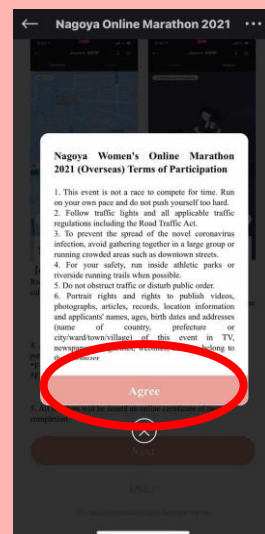 Nagoya Online Marathon 2021 ...
Nagoya Women's Online Marathon
2021 (Overseas) Terms of Participation
1. This event is not a race to compete for time. Run
on your own pace and do not push yourself too hard.
2. Follow traffic lights and all applicable traffic
regulations including the Road Traffic Act.
3. To prevent the spread of the novel coronavirus
infection, avoid gathering together in a large group or
running crowded areas such as downtown streets.
4. For your safety, run inside athletic parks or
riverside running trails when possible.
5. Do not obstruct traffic or disturb public order.
6. Portrait rights and rights to publish videos,
photographs, articles, records, location information
and applicants' names, ages, birth dates and addresses
(name of country, prefecture or
city/ward/town/village) of this event in TV,
belong to
Agree
completion.
Next